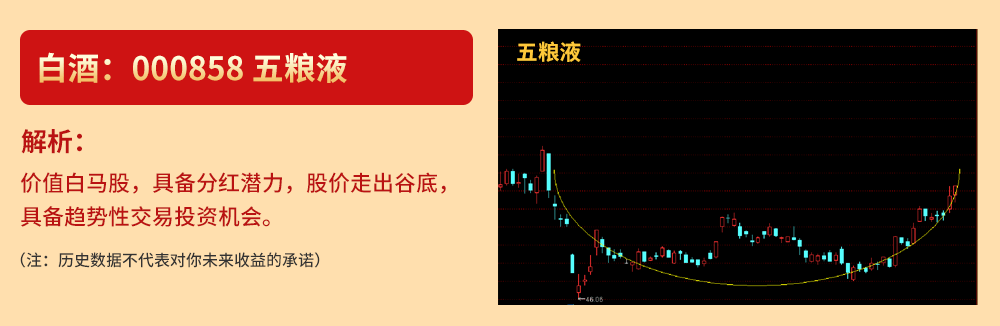 白酒：000858 五粮液
解析：
价值白马股，具备分红潜力，股价走出谷底，
具备趋势性交易投资机会。
（注：历史数据不代表对你未来收益的承诺）
五粮液
46.06